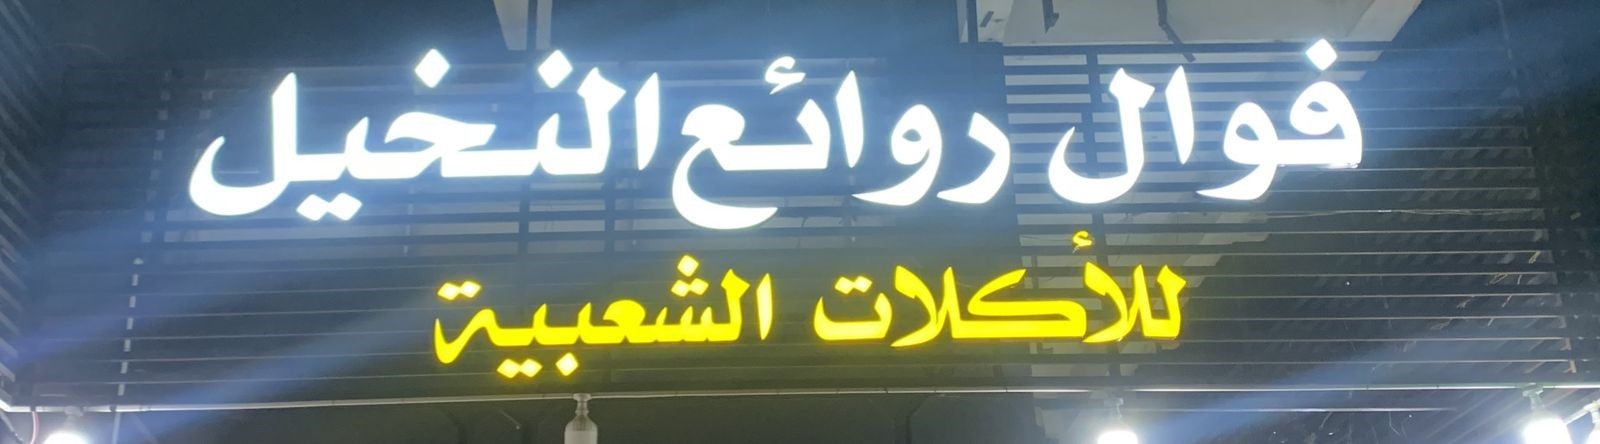 فوال روائع النخيل
للأكلات الشعبية